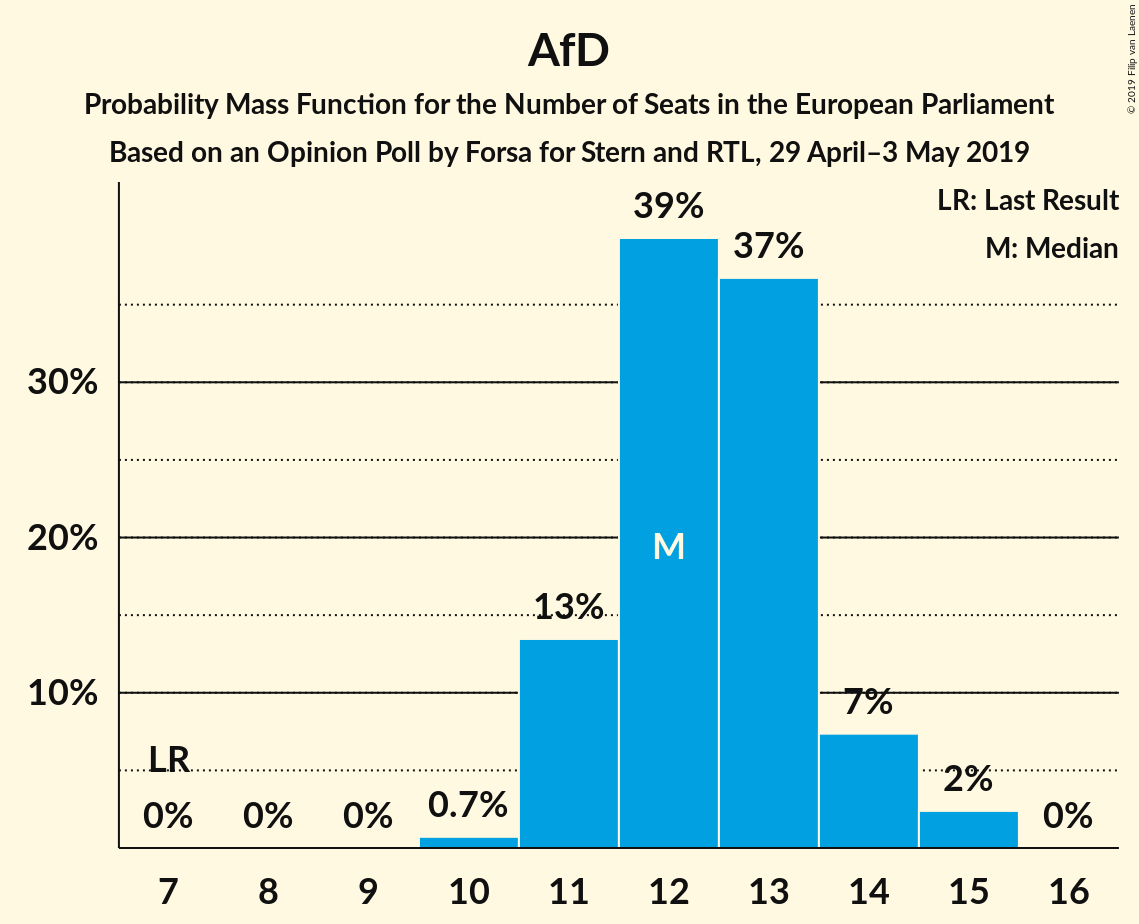 AfD
Probability Mass Function for the Number of Seats in the European Parliament
Based on an Opinion Poll by Forsa for Stern and RTL, 29 April–3 May 2019
© 2019 Filip van Laenen
LR: Last Result
M: Median
39%
37%
30%
20%
M
13%
10%
7%
LR
2%
0%
0%
0%
0.7%
0%
7
8
9
10
11
12
13
14
15
16